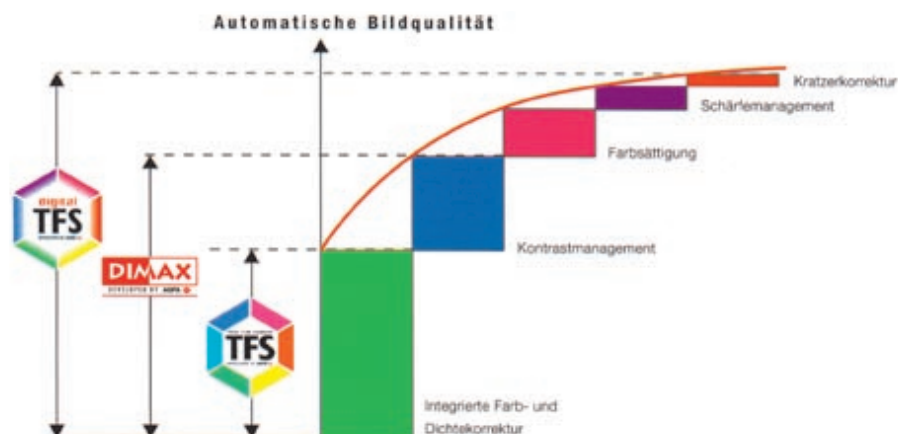 Automatische Bildqualität
Kratzerkorrektur
Schärfemanagement
Farbsättigung
digital
TFS
Kontrastmanagement
DIMAX
DEVELOPED BY AGFA
TFS
Integrierte Farb- und
Dichtekorrektur